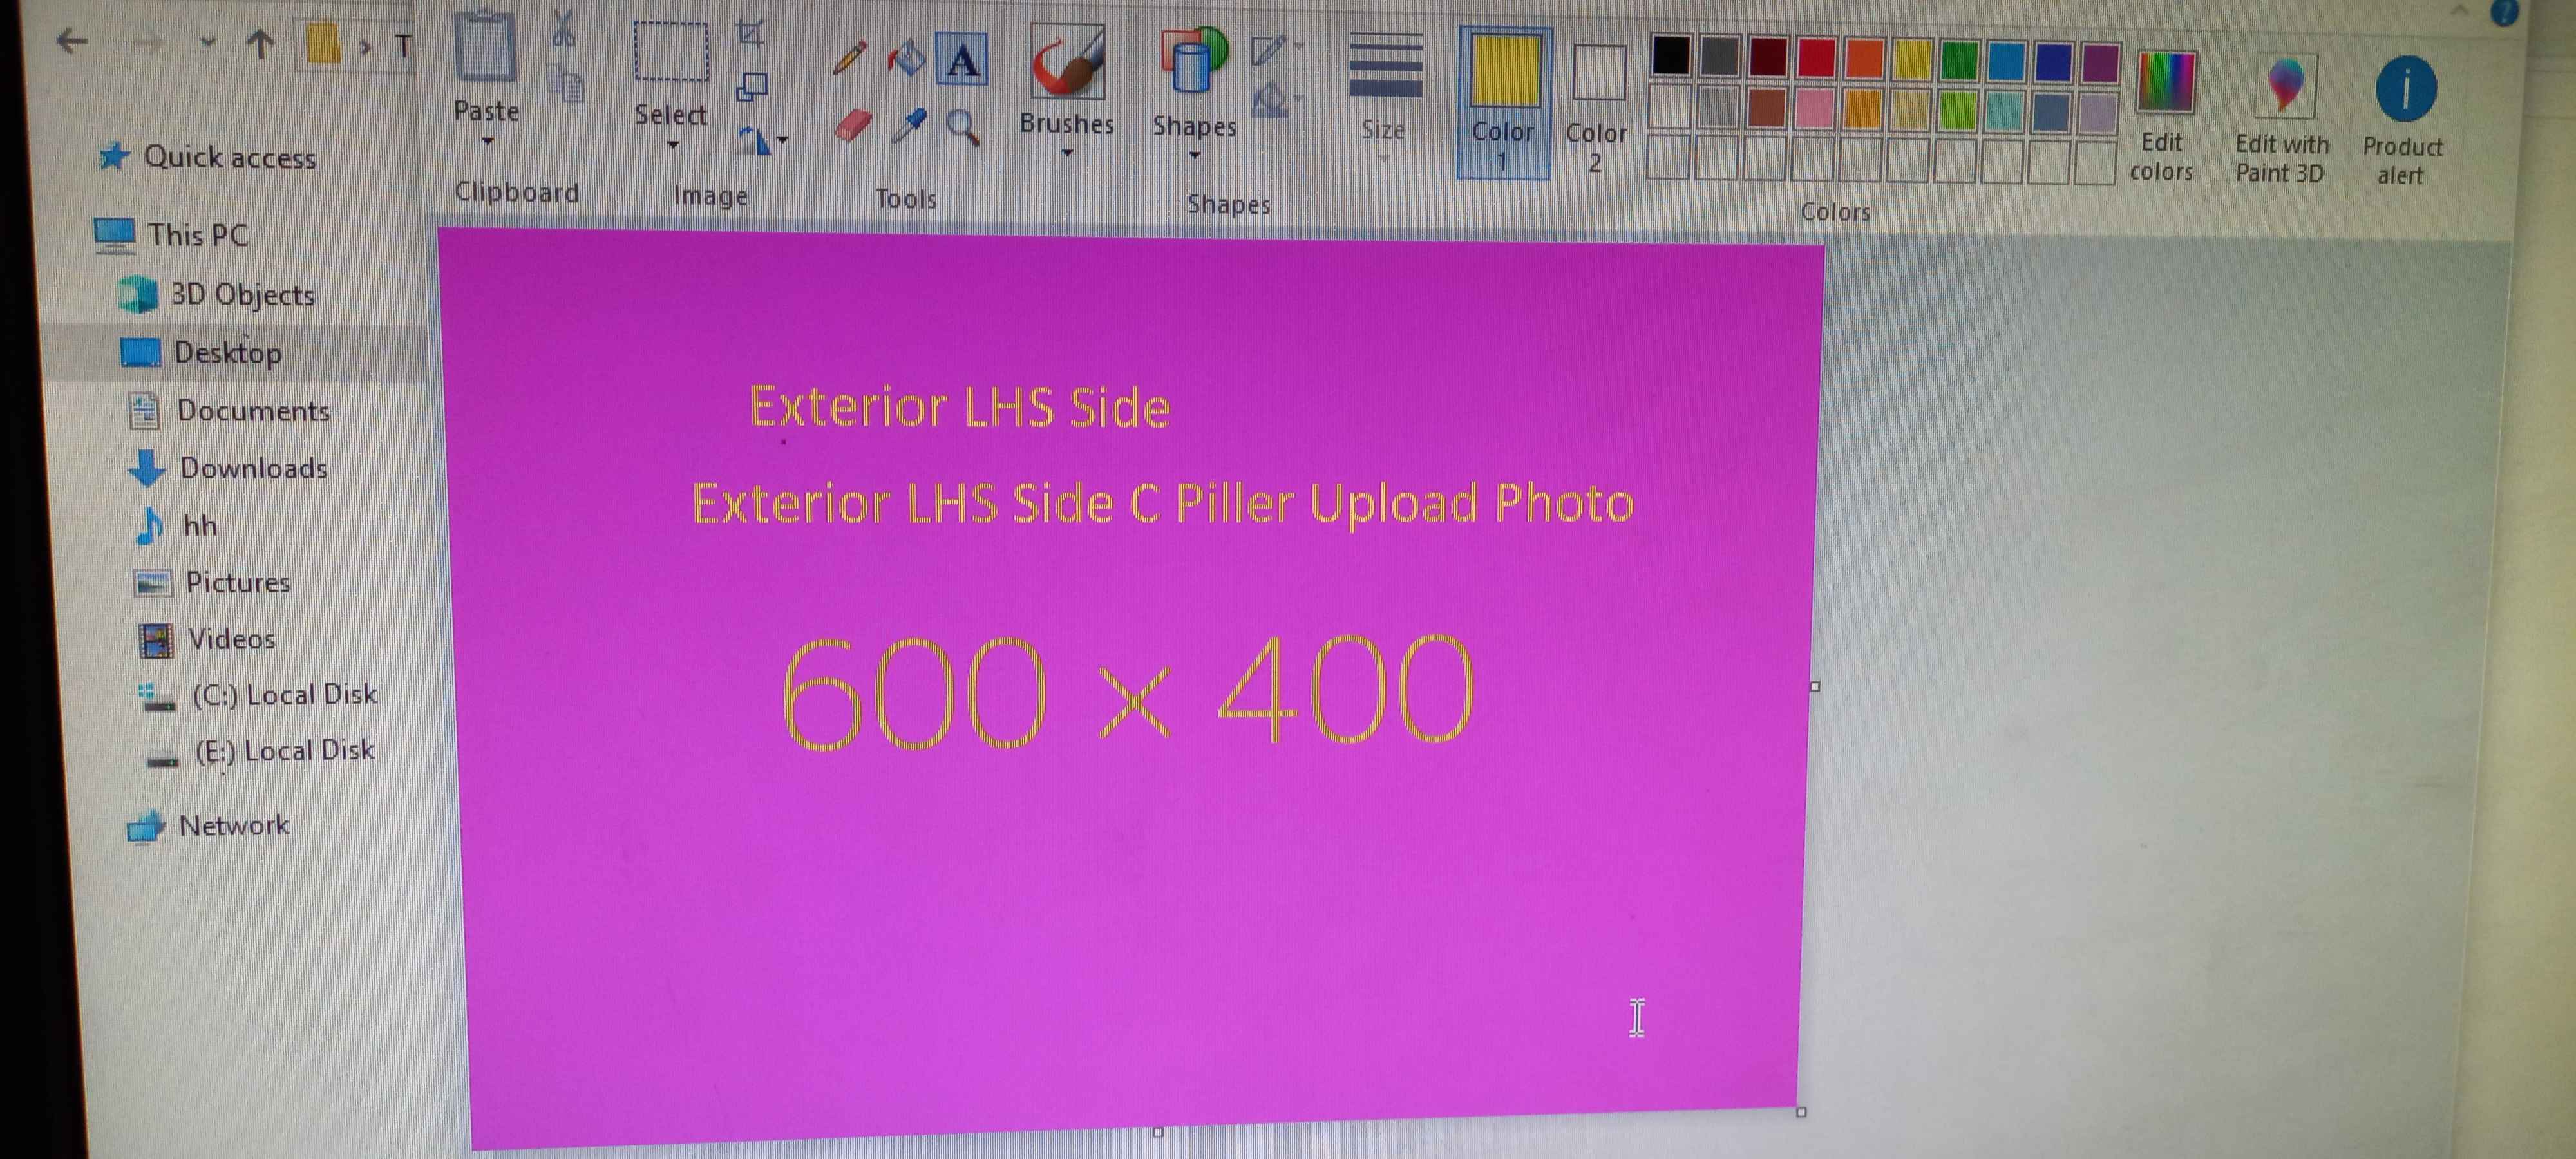 T
Paste
Select
Brushes
Shapes
Size
Color
1
Color
2
Edit
colors
Edit with
Paint 3D
Product
alert
Clipboard
Image
Tools
Shapes
Colors
Quick access
This PC
3D Objects
Desktop
Documents
Downloads
hh
Pictures
Videos
(C:) Local Disk
(E:) Local Disk
Network
Exterior LHS Side
Exterior LHS Side C Piller Upload Photo
600 × 400